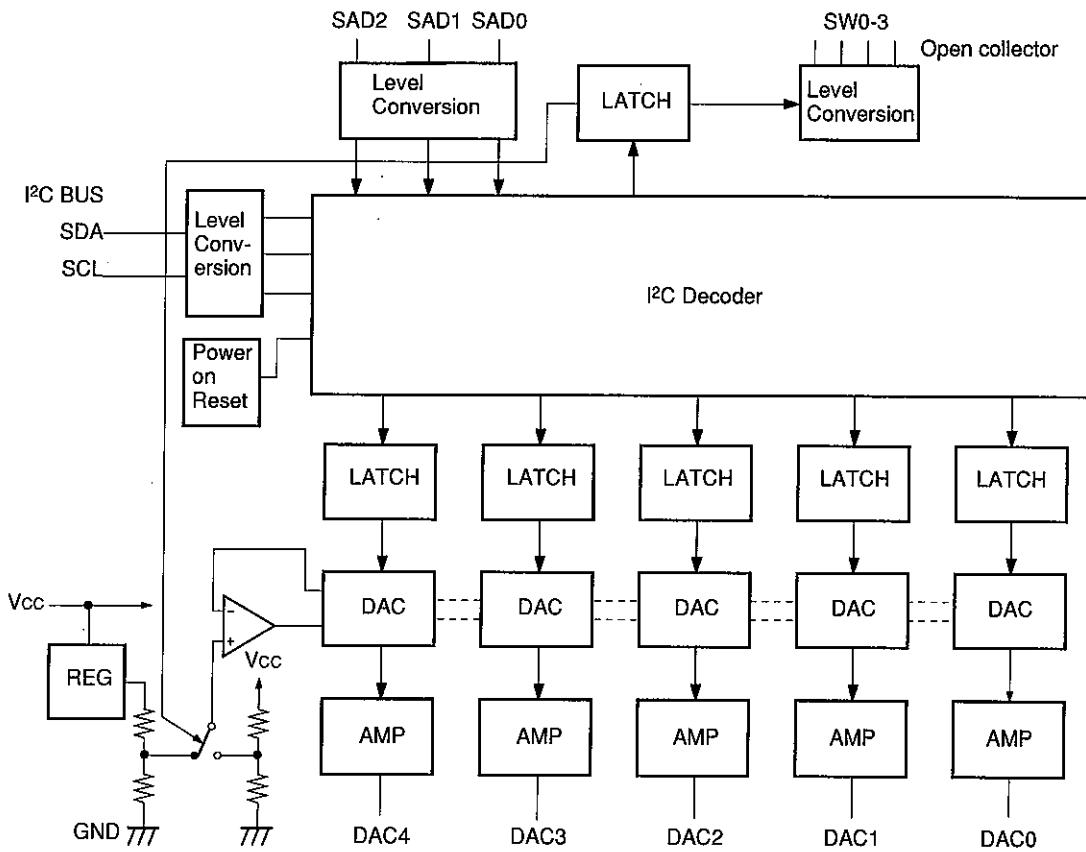 SAD2 SAD1 SAD0
SW0-3
Open collector
Level
Conversion
LATCH
Level
Conversion
I²C BUS
SDA
SCL
Level
Conv-
ersion
I²C Decoder
Power
on
Reset
LATCH LATCH LATCH LATCH LATCH
DAC DAC DAC DAC DAC
Vcc
−
+
Vcc
REG
AMP AMP AMP AMP AMP
GND
DAC4 DAC3 DAC2 DAC1 DAC0